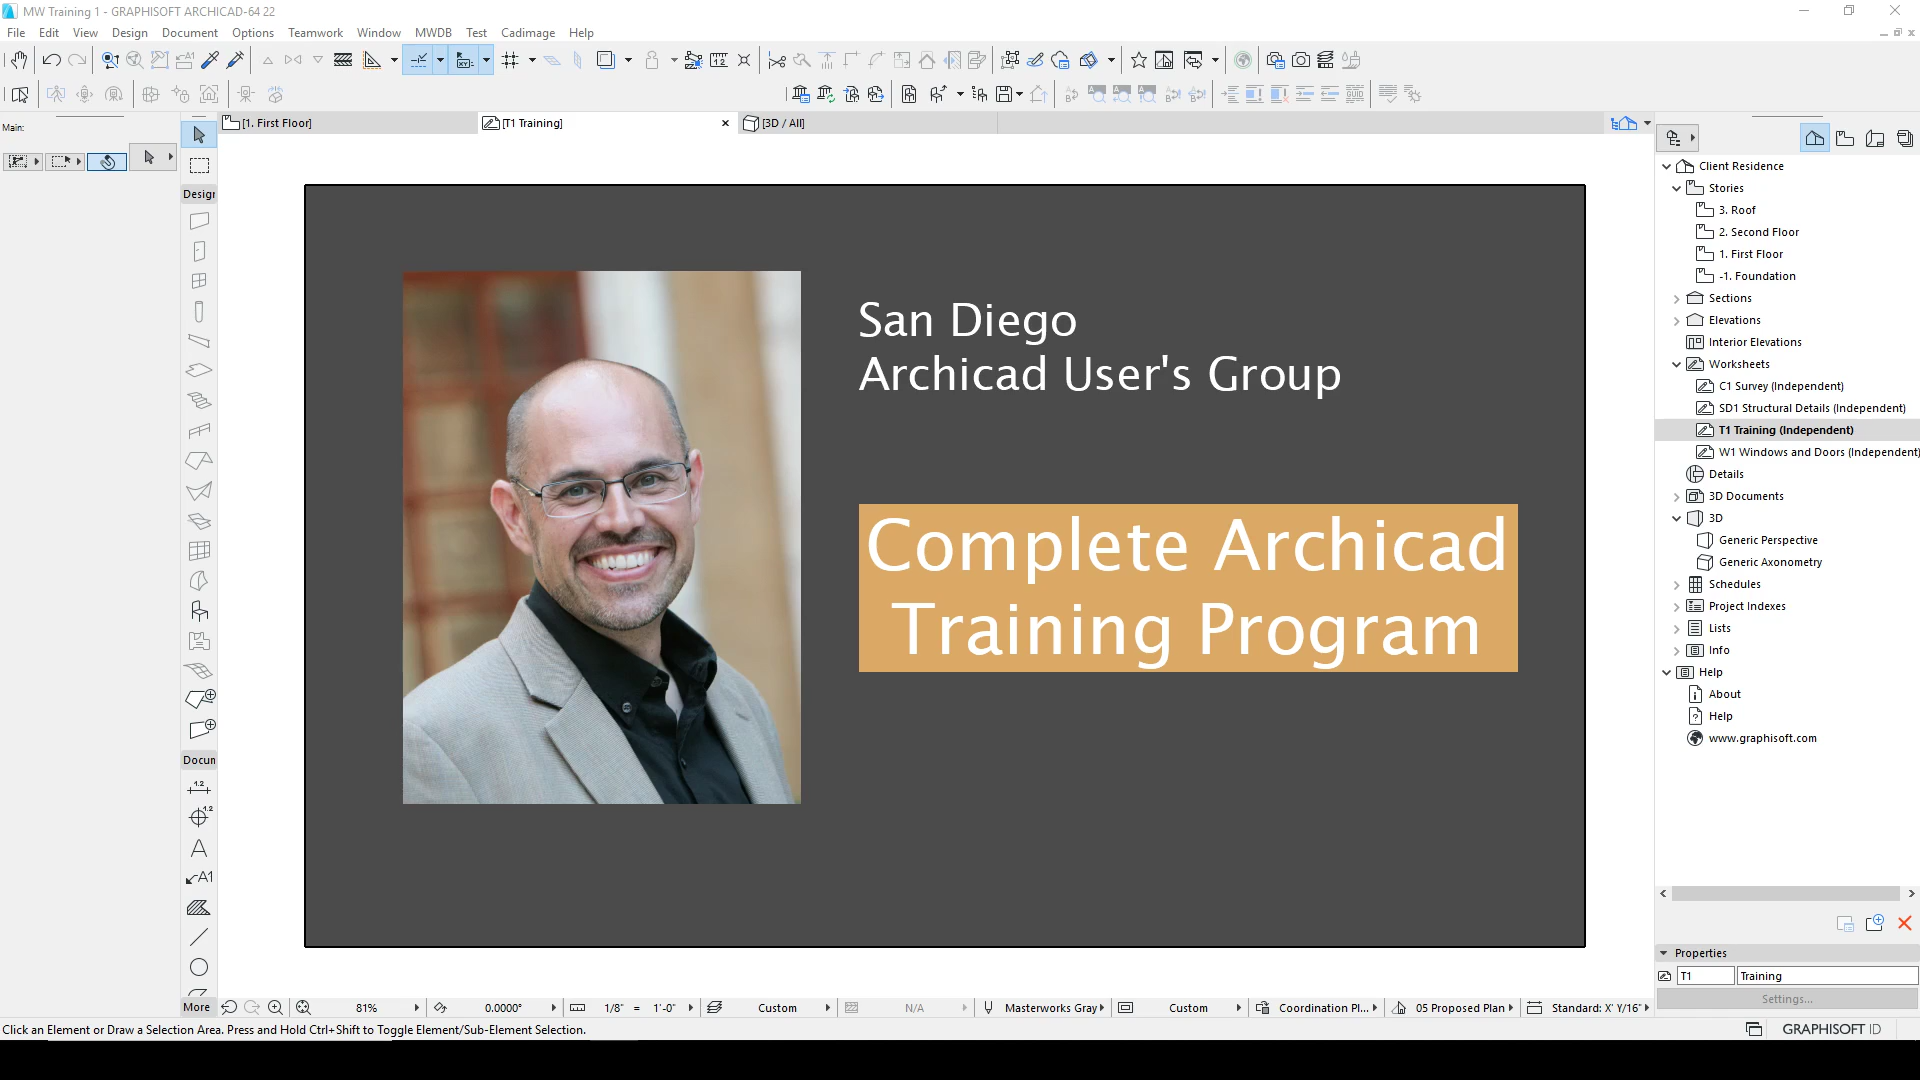 MW Training 1 - GRAPHISOFT ARCHICAD-64 22
File Edit View Design Document Options Teamwork Window MWDB Test Cadimage Help
Main:
[1. First Floor]
[T1 Training]
[3D / All]
Design
Docum
More
San Diego
Archicad User's Group
Complete Archicad
Training Program
Client Residence
Stories
3. Roof
2. Second Floor
1. First Floor
-1. Foundation
Sections
Elevations
Interior Elevations
Worksheets
C1 Survey (Independent)
SD1 Structural Details (Independent)
T1 Training (Independent)
W1 Windows and Doors (Independent)
Details
3D Documents
3D
Generic Perspective
Generic Axonometry
Schedules
Project Indexes
Lists
Info
Help
About
Help
www.graphisoft.com
Properties
T1 Training
Settings...
81% 0.0000° 1/8" = 1'-0" Custom N/A Masterworks Gray Custom Coordination Pl... 05 Proposed Plan Standard: X' Y/16"
Click an Element or Draw a Selection Area. Press and Hold Ctrl+Shift to Toggle Element/Sub-Element Selection.
GRAPHISOFT ID